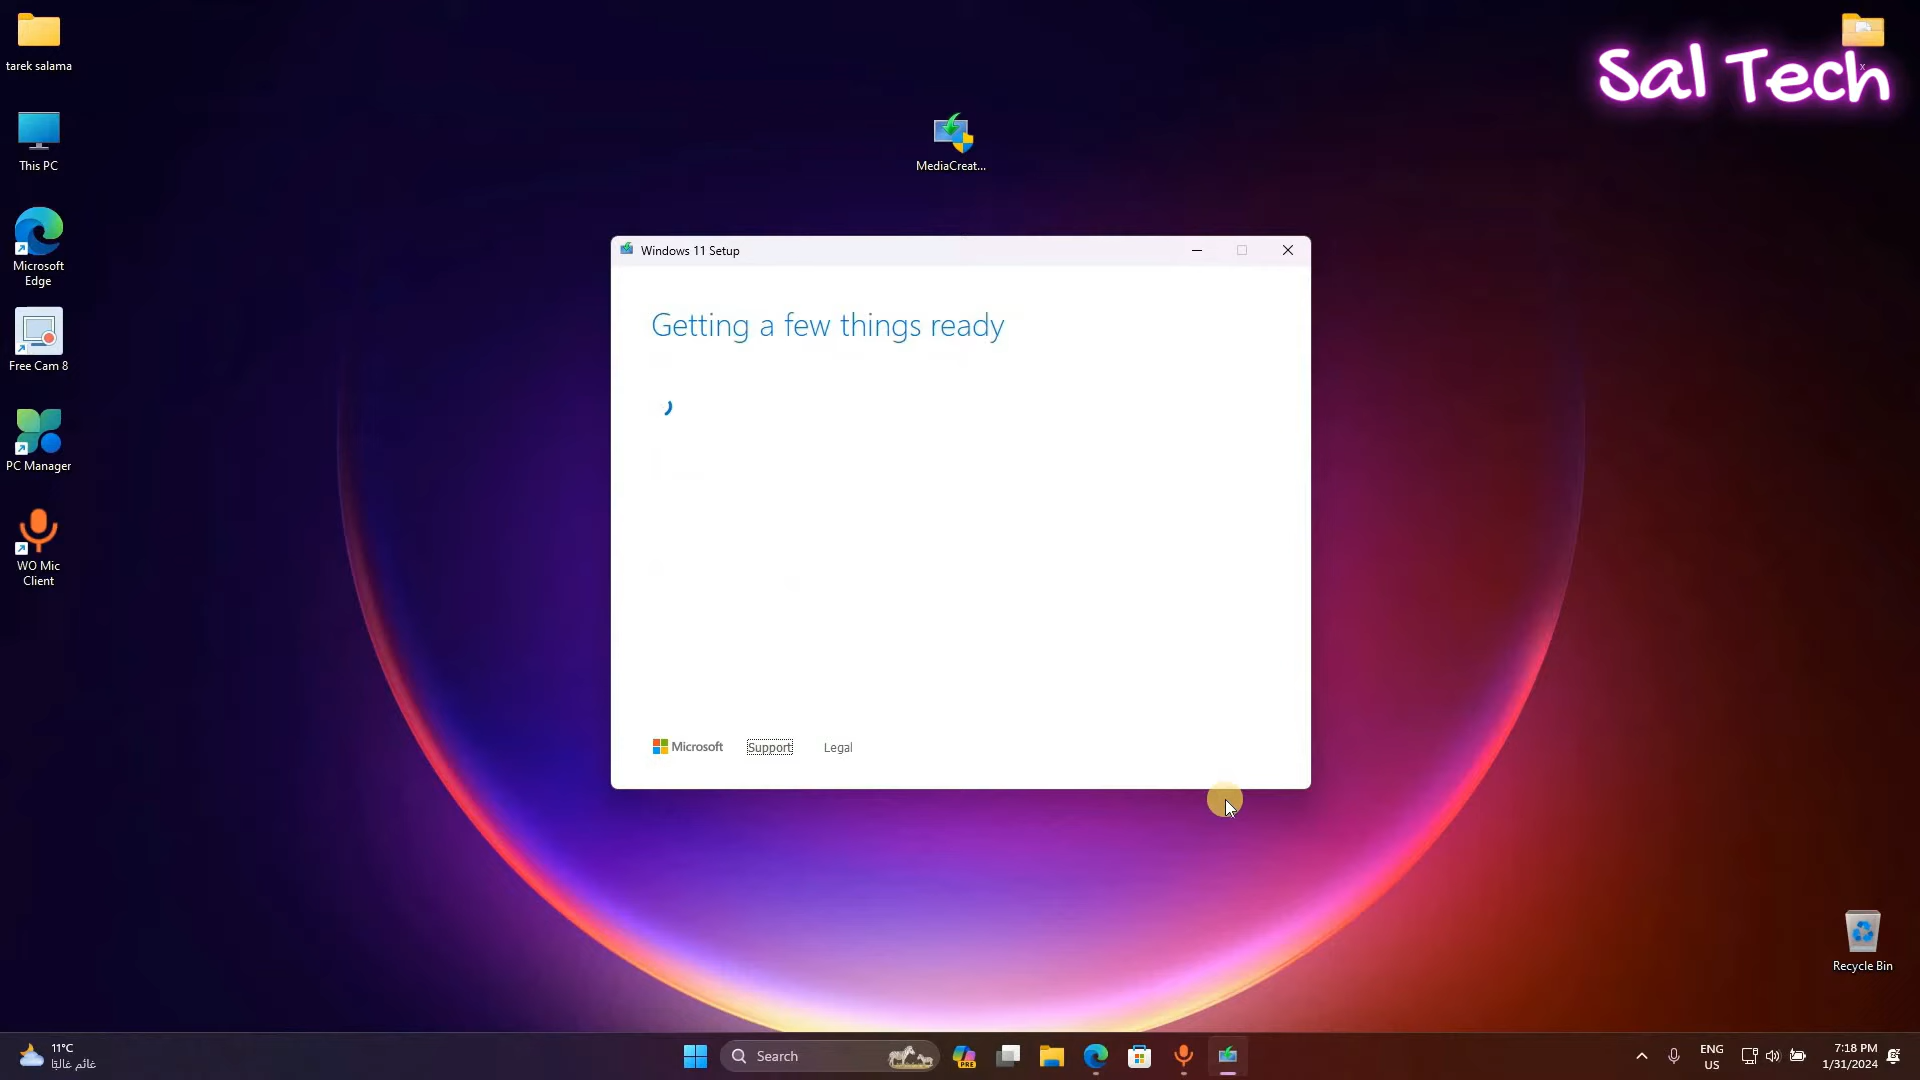 tarek salama
This PC
Microsoft
Edge
Free Cam 8
PC Manager
WO Mic
Client
MediaCreat...
Sal Tech
x
Windows 11 Setup
Getting a few things ready
Microsoft
Support
Legal
Recycle Bin
11°C
غائم غالبًا
Search
PRE
ENG
US
7:18 PM
1/31/2024